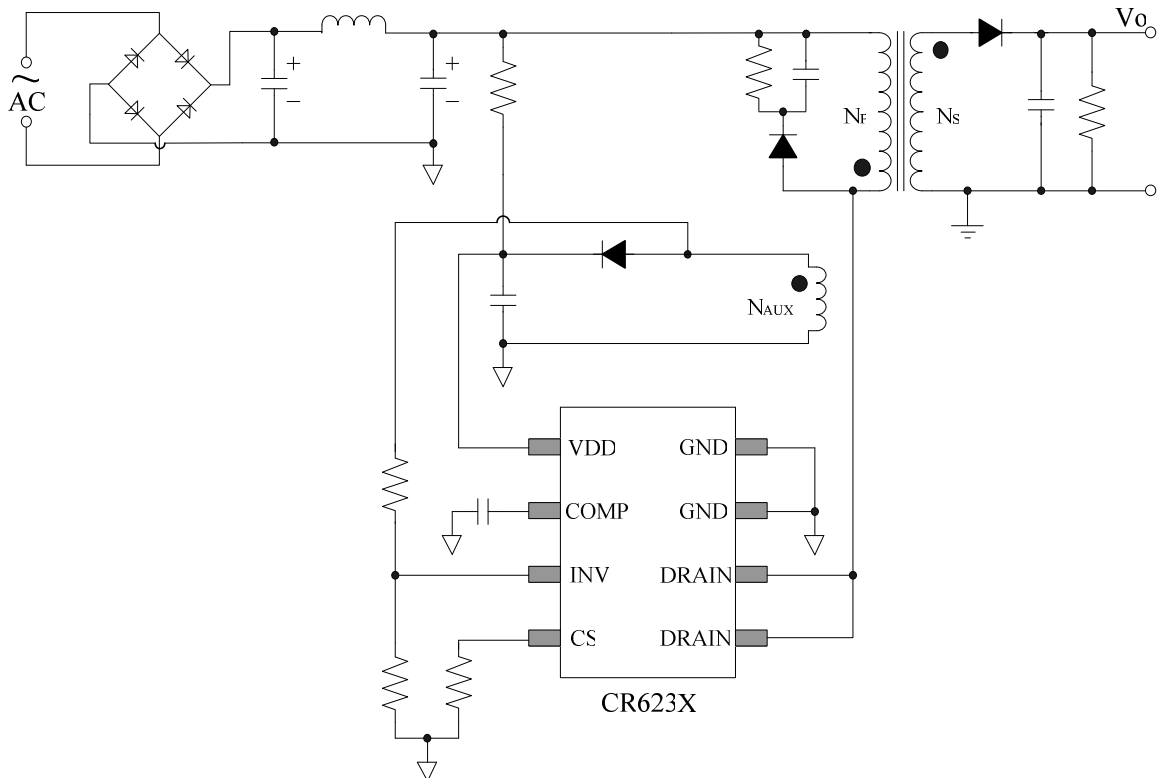 Vo
+
+
~
AC
−
−
NP
NS
NAUX
VDD
GND
COMP
GND
INV
DRAIN
CS
DRAIN
CR623X